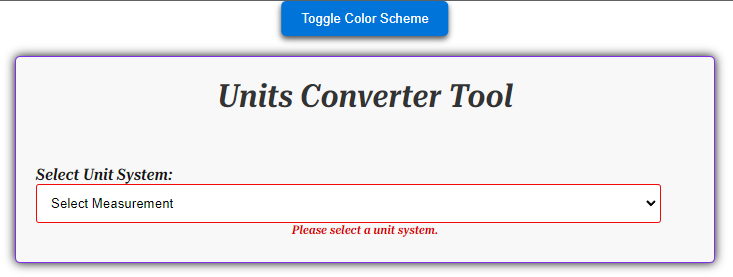 Toggle Color Scheme
Units Converter Tool
Select Unit System:
Select Measurement
Please select a unit system.